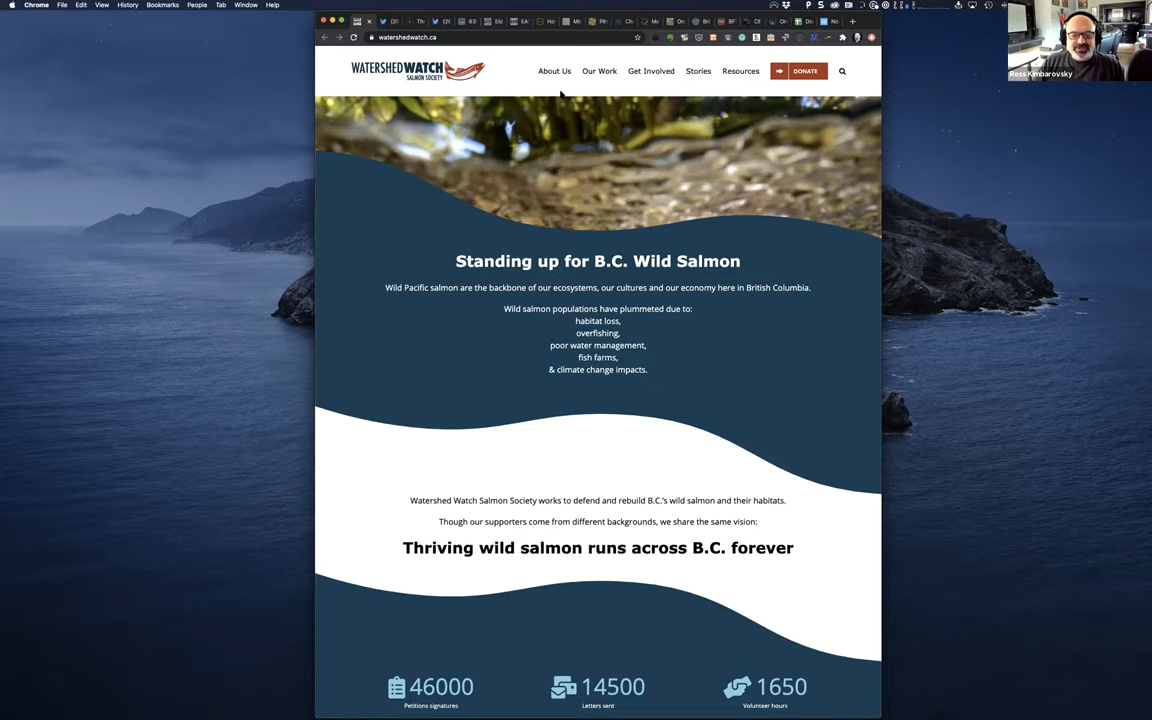 Chrome File Edit View History Bookmarks People Tab Window Help
watershedwatch.ca
Ross Kimbarovsky
WATERSHEDWATCH
SALMON SOCIETY
About Us Our Work Get Involved Stories Resources DONATE
Standing up for B.C. Wild Salmon
Wild Pacific salmon are the backbone of our ecosystems, our cultures and our economy here in British Columbia.
Wild salmon populations have plummeted due to:
habitat loss,
overfishing,
poor water management,
fish farms,
& climate change impacts.
Watershed Watch Salmon Society works to defend and rebuild B.C.'s wild salmon and their habitats.
Though our supporters come from different backgrounds, we share the same vision:
Thriving wild salmon runs across B.C. forever
46000 14500 1650
Petitions signatures Letters sent Volunteer hours